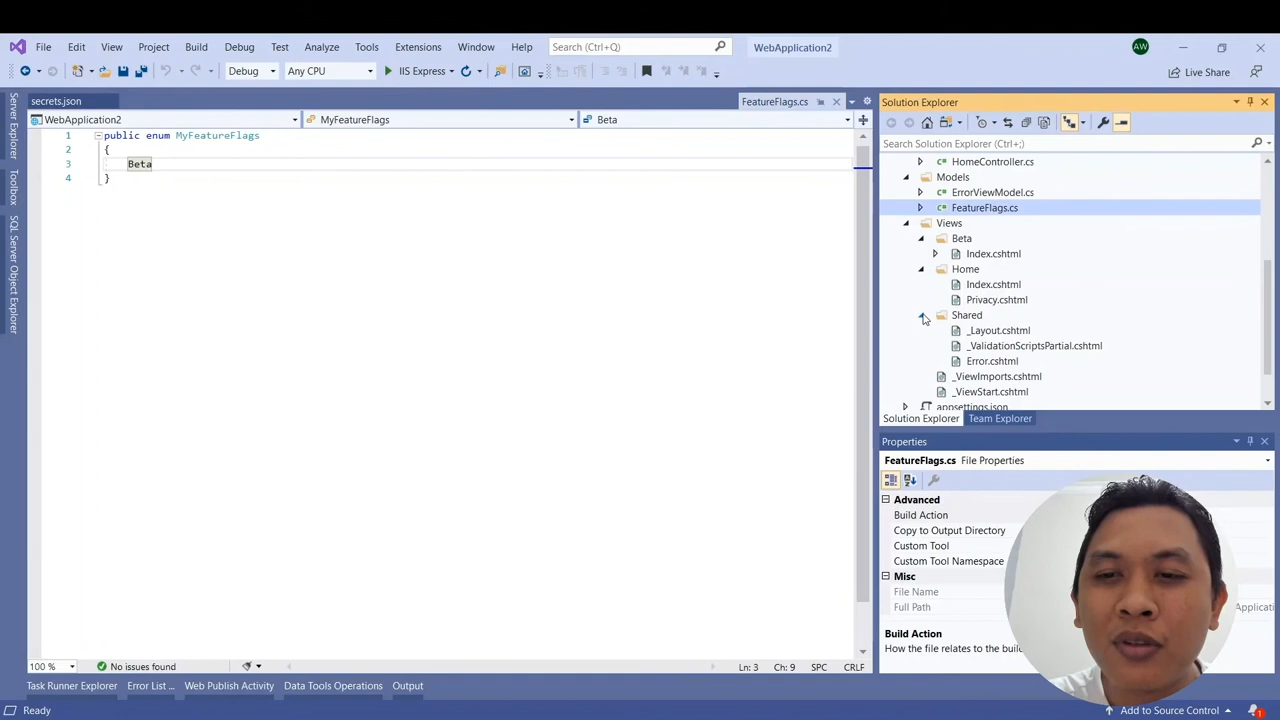 File Edit View Project Build Debug Test Analyze Tools Extensions Window Help Search (Ctrl+Q) WebApplication2 AW
Debug Any CPU IIS Express Live Share
Server Explorer
Toolbox
SQL Server Object Explorer
secrets.json FeatureFlags.cs
WebApplication2 MyFeatureFlags Beta
1 public enum MyFeatureFlags
2 {
3 Beta
4 }
100 % No issues found Ln: 3 Ch: 9 SPC CRLF
Solution Explorer
Search Solution Explorer (Ctrl+;)
HomeController.cs
Models
ErrorViewModel.cs
FeatureFlags.cs
Views
Beta
Index.cshtml
Home
Index.cshtml
Privacy.cshtml
Shared
_Layout.cshtml
_ValidationScriptsPartial.cshtml
Error.cshtml
_ViewImports.cshtml
_ViewStart.cshtml
appsettings.json
Solution Explorer Team Explorer
Properties
FeatureFlags.cs File Properties
Advanced
Build Action
Copy to Output Directory
Custom Tool
Custom Tool Namespace
Misc
File Name
Full Path
Build Action
How the file relates to the
Task Runner Explorer Error List ... Web Publish Activity Data Tools Operations Output
Ready Add to Source Control 1